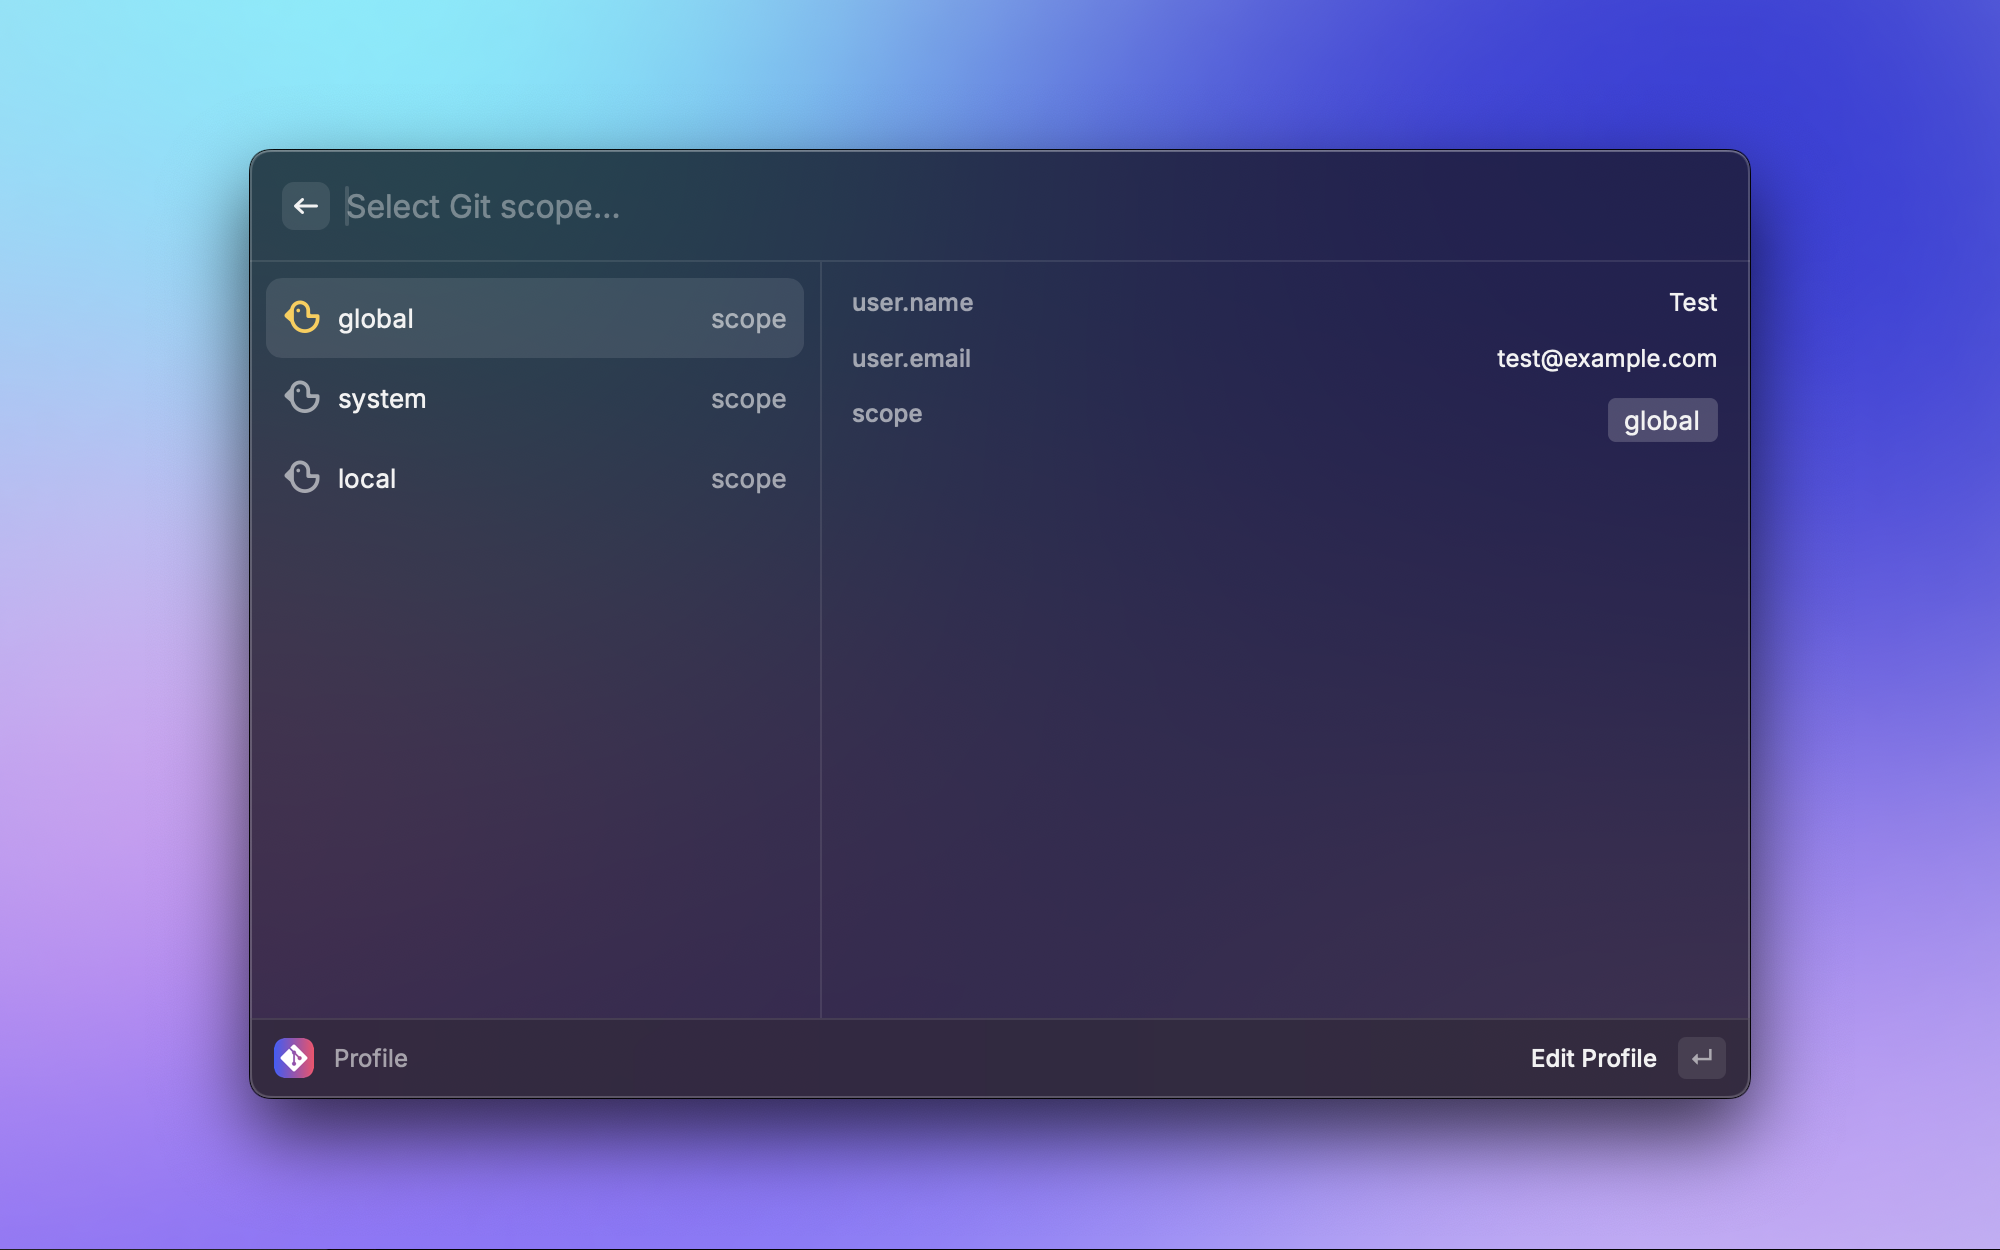 Select Git scope...
global scope
system scope
local scope
user.name Test
user.email test@example.com
scope global
Profile
Edit Profile